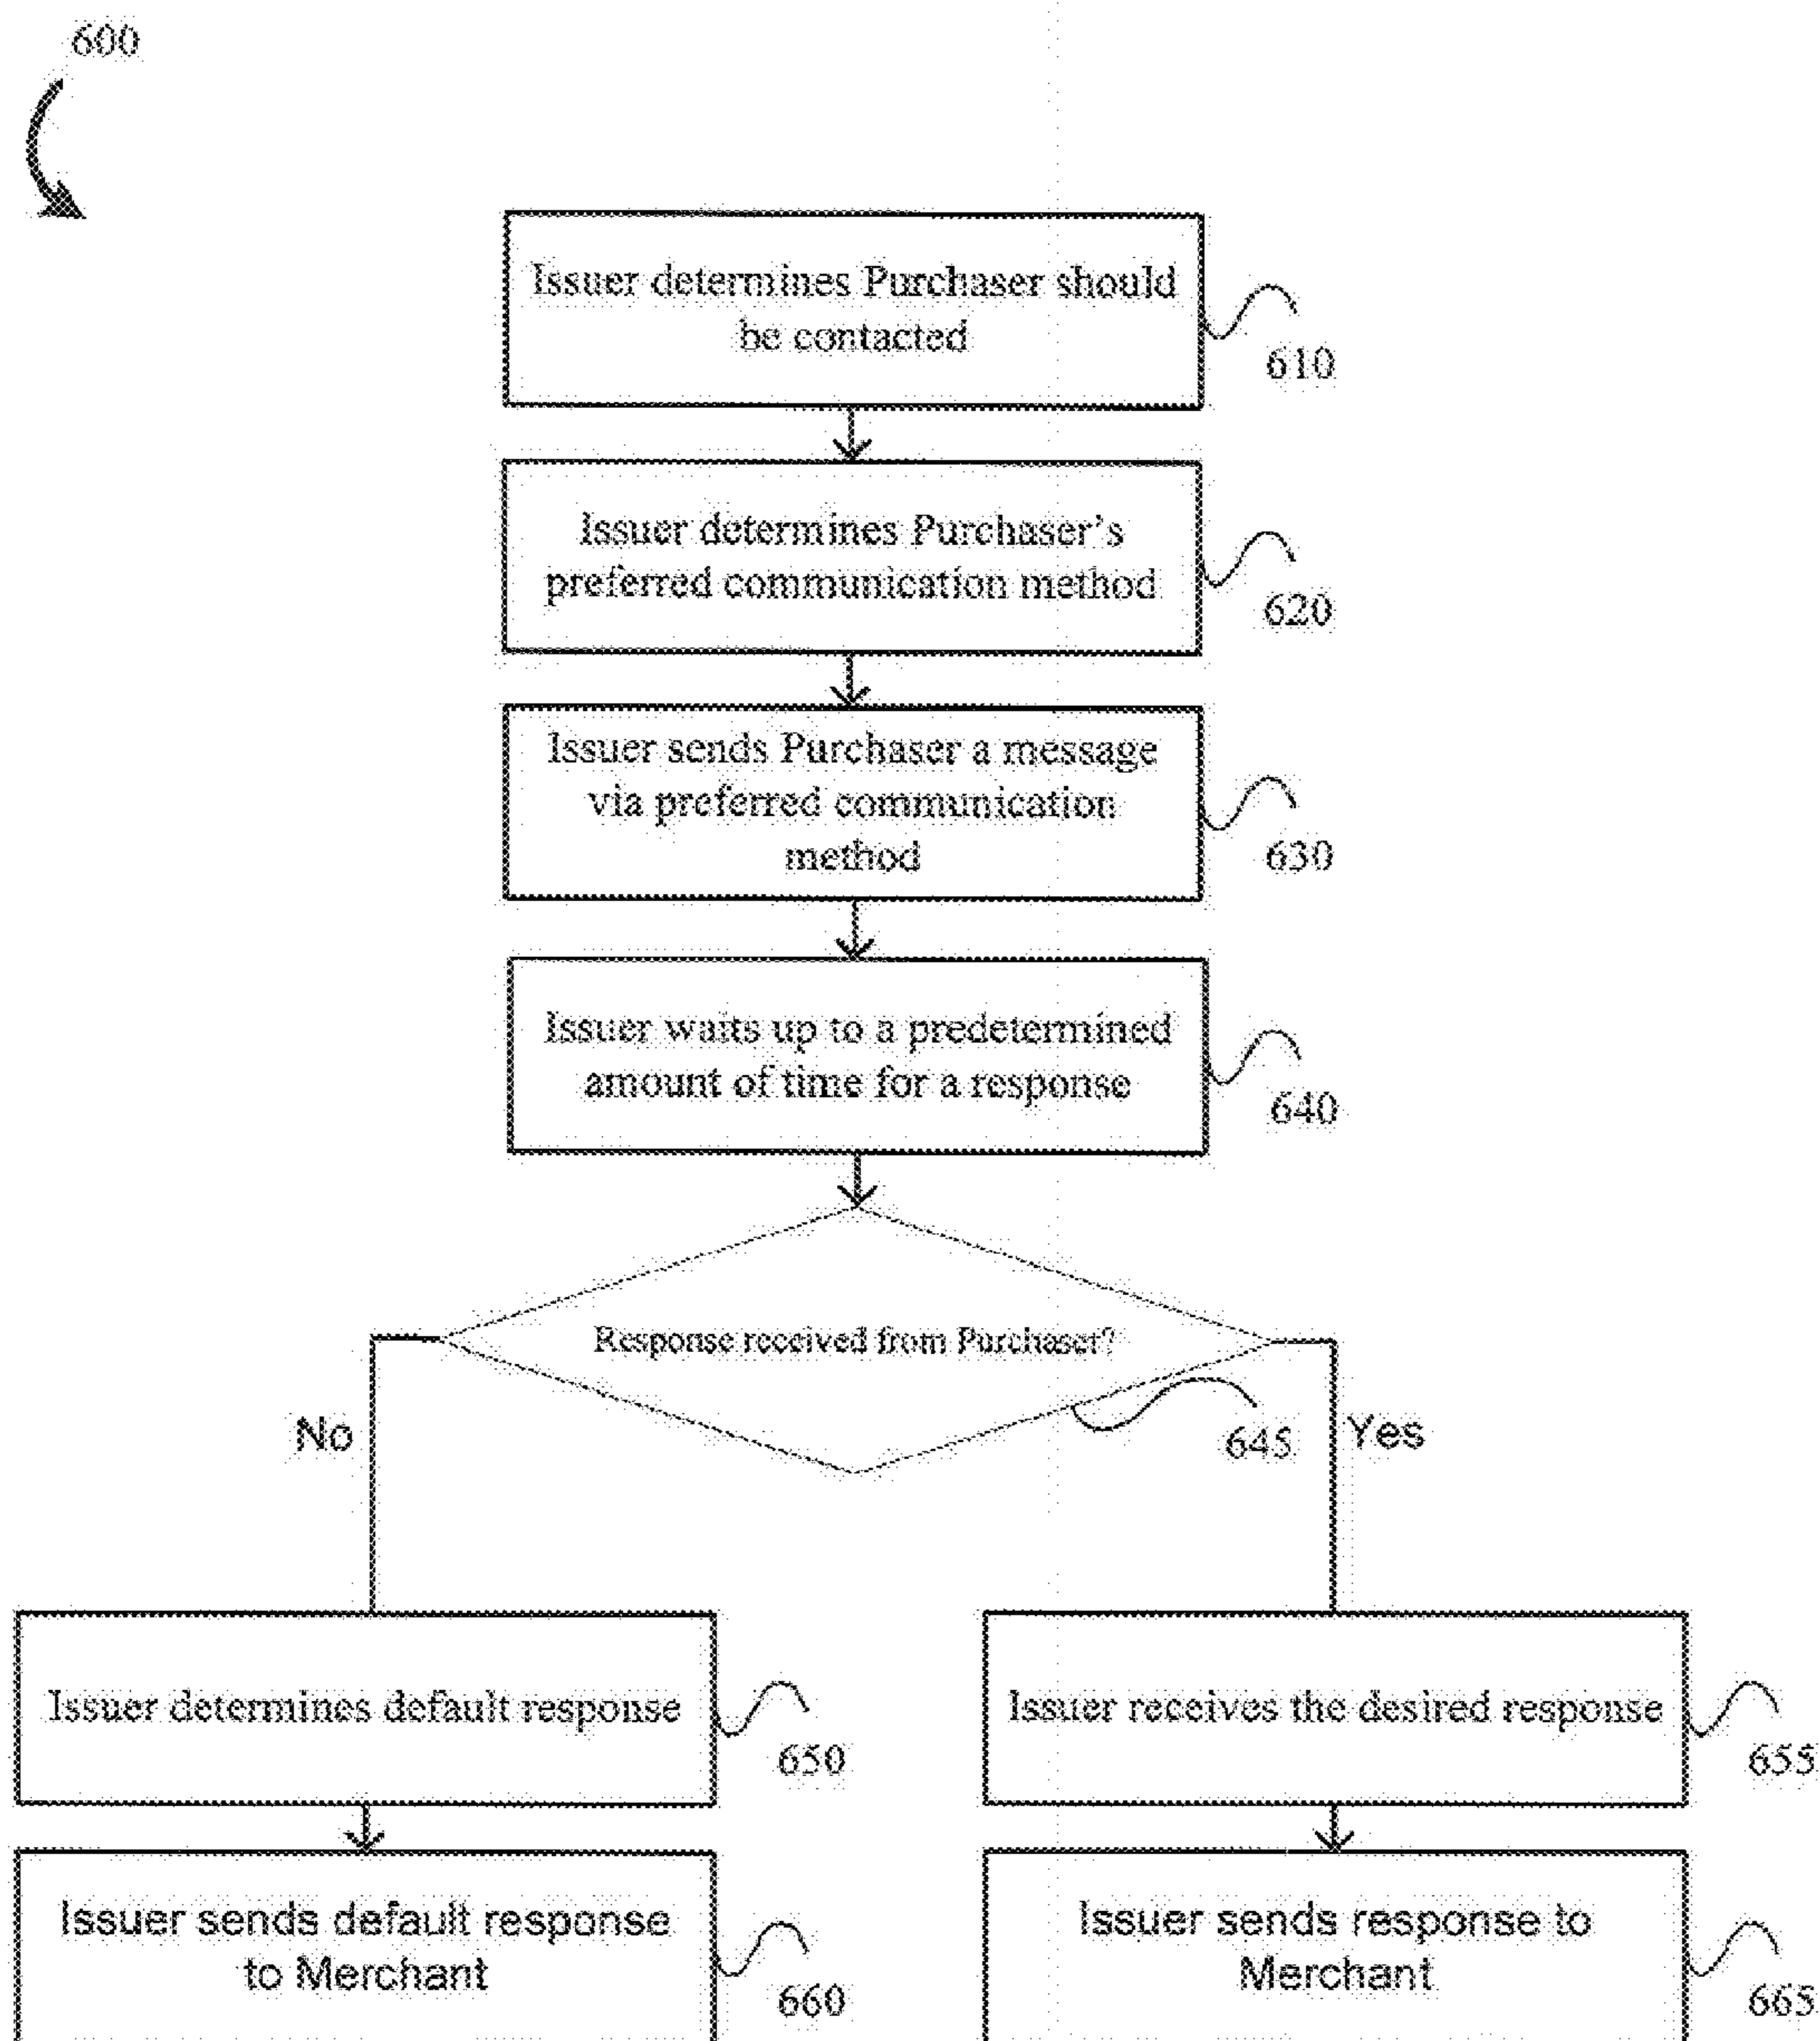 600
Issuer determines Purchaser should
be contacted
610
Issuer determines Purchaser's
preferred communication method
620
Issuer sends Purchaser a message
via preferred communication
method
630
Issuer waits up to a predetermined
amount of time for a response
640
Response received from Purchaser?
645
No
Yes
Issuer determines default response
650
Issuer receives the desired response
655
Issuer sends default response
to Merchant
660
Issuer sends response to
Merchant
665